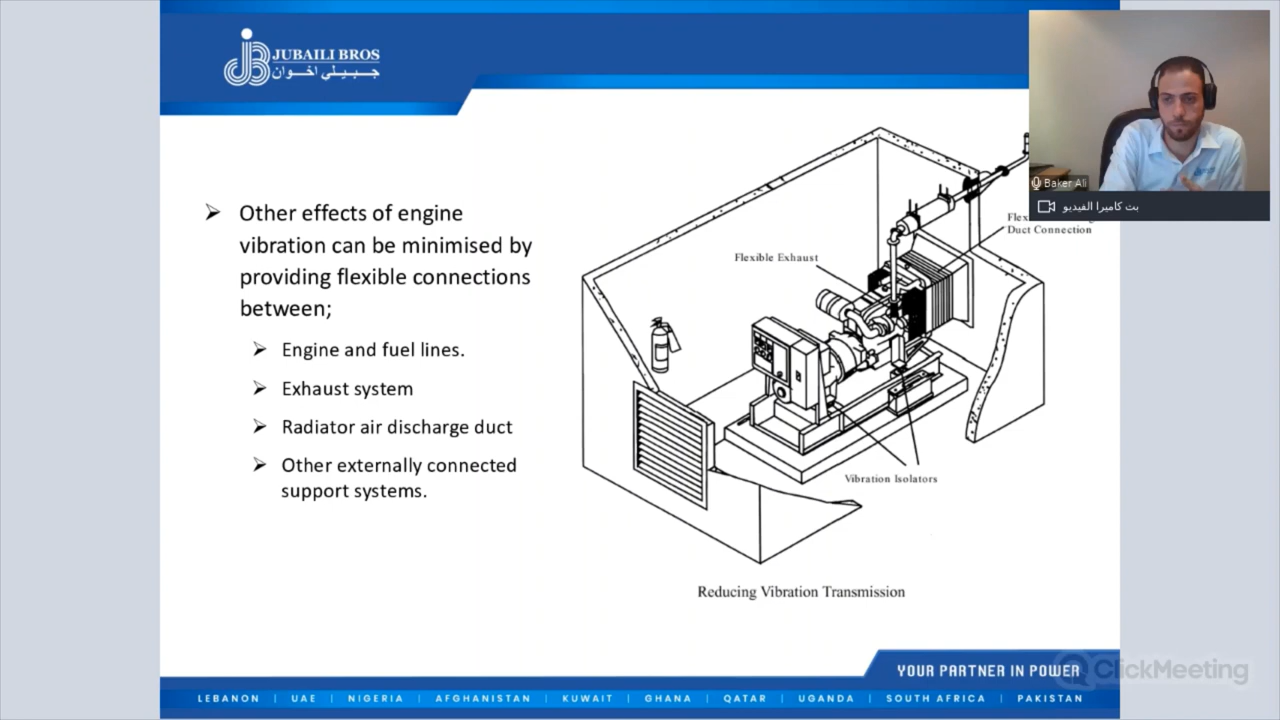 JUBAILI BROS
جبيلي اخوان
Baker Ali
بث كاميرا الفيديو
➢ Other effects of engine
vibration can be minimised by
providing flexible connections
between;
➢ Engine and fuel lines.
➢ Exhaust system
➢ Radiator air discharge duct
➢ Other externally connected
support systems.
Flexible Exhaust
Duct Connection
Vibration Isolators
Reducing Vibration Transmission
YOUR PARTNER IN POWER
ClickMeeting
LEBANON | UAE | NIGERIA | AFGHANISTAN | KUWAIT | GHANA | QATAR | UGANDA | SOUTH AFRICA | PAKISTAN